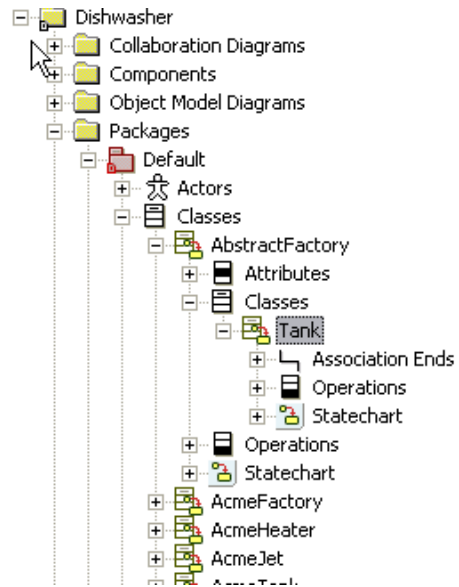 Dishwasher
Collaboration Diagrams
Components
Object Model Diagrams
Packages
Default
Actors
Classes
AbstractFactory
Attributes
Classes
Tank
Association Ends
Operations
Statechart
Operations
Statechart
AcmeFactory
AcmeHeater
AcmeJet
AcmeTank